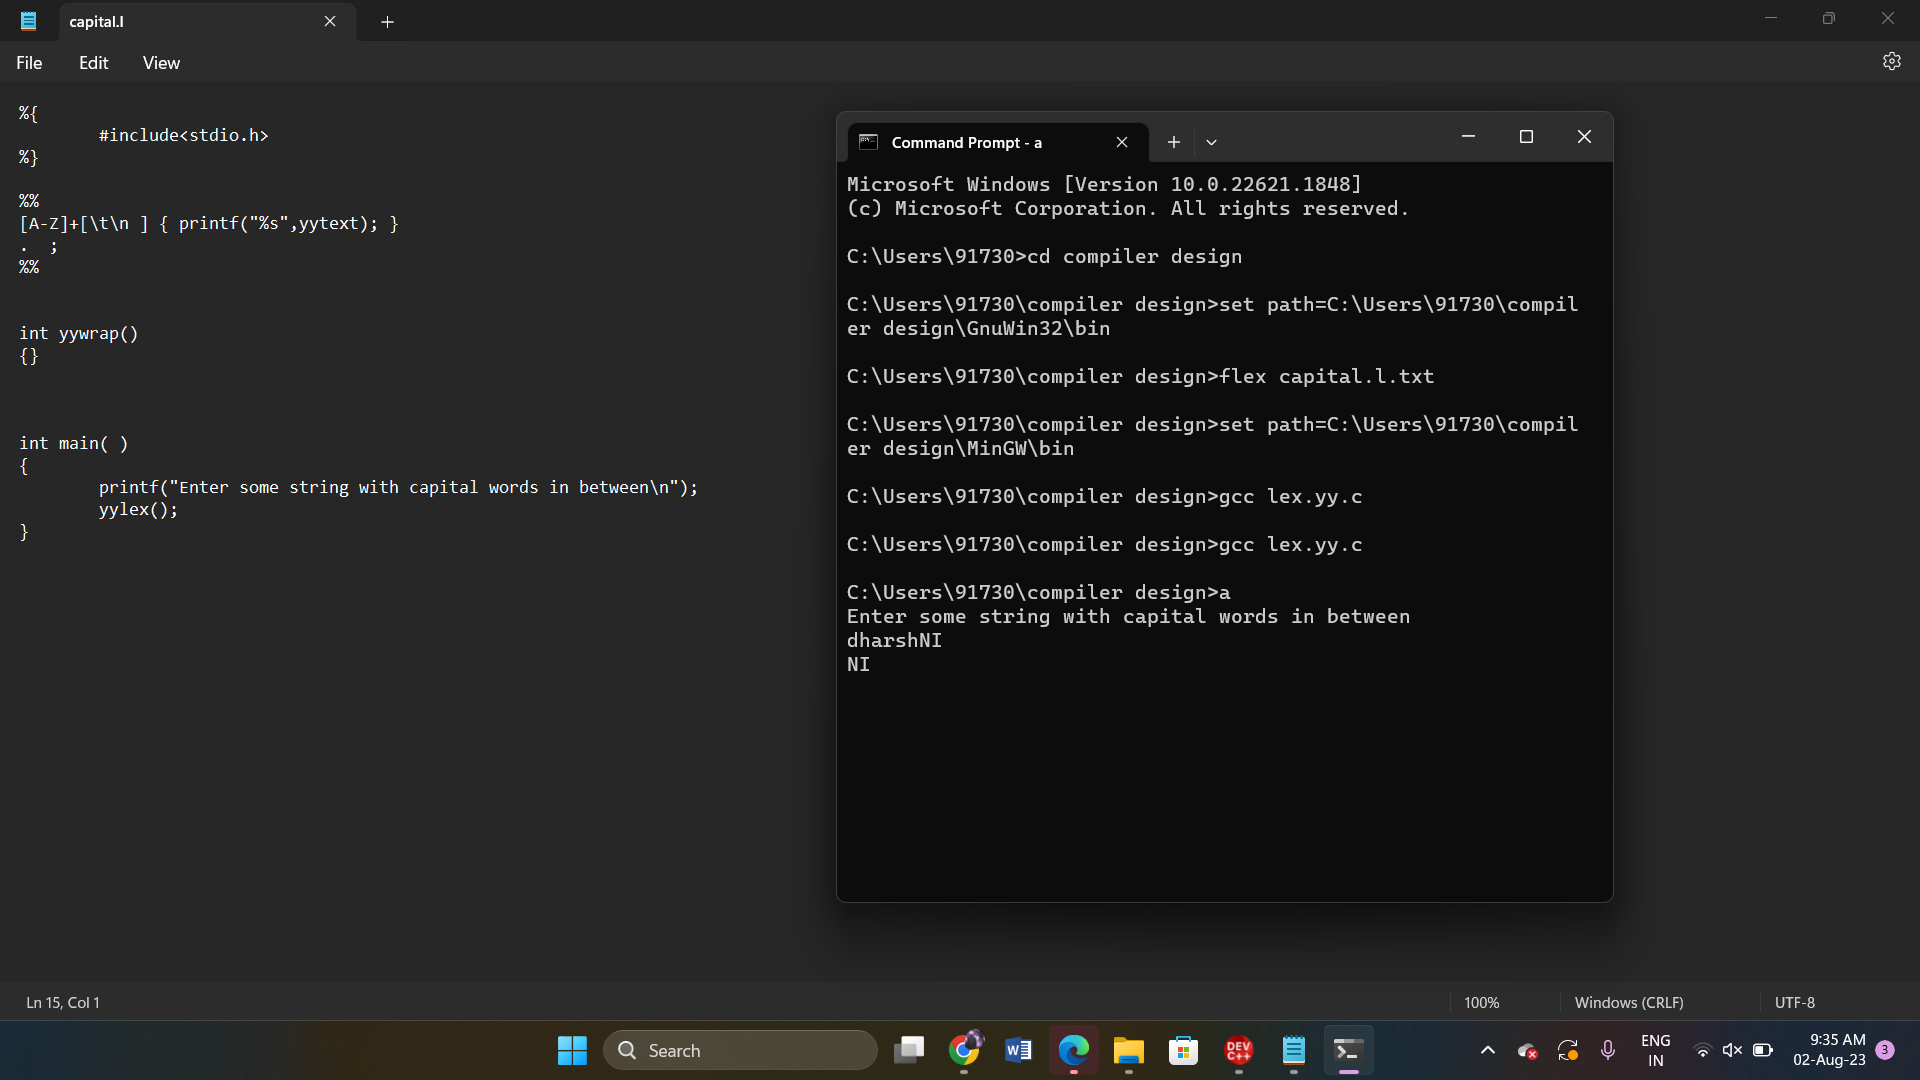 capital.l
File Edit View
%{
#include<stdio.h>
%}
%%
[A-Z]+[\t\n ] { printf("%s",yytext); }
. ;
%%
int yywrap()
{}
int main( )
{
printf("Enter some string with capital words in between\n");
yylex();
}
Command Prompt - a
Microsoft Windows [Version 10.0.22621.1848]
(c) Microsoft Corporation. All rights reserved.
C:\Users\91730>cd compiler design
C:\Users\91730\compiler design>set path=C:\Users\91730\compil
er design\GnuWin32\bin
C:\Users\91730\compiler design>flex capital.l.txt
C:\Users\91730\compiler design>set path=C:\Users\91730\compil
er design\MinGW\bin
C:\Users\91730\compiler design>gcc lex.yy.c
C:\Users\91730\compiler design>gcc lex.yy.c
C:\Users\91730\compiler design>a
Enter some string with capital words in between
dharshNI
NI
Ln 15, Col 1
100%
Windows (CRLF)
UTF-8
Search
DEV
C++
ENG
IN
9:35 AM
02-Aug-23
3